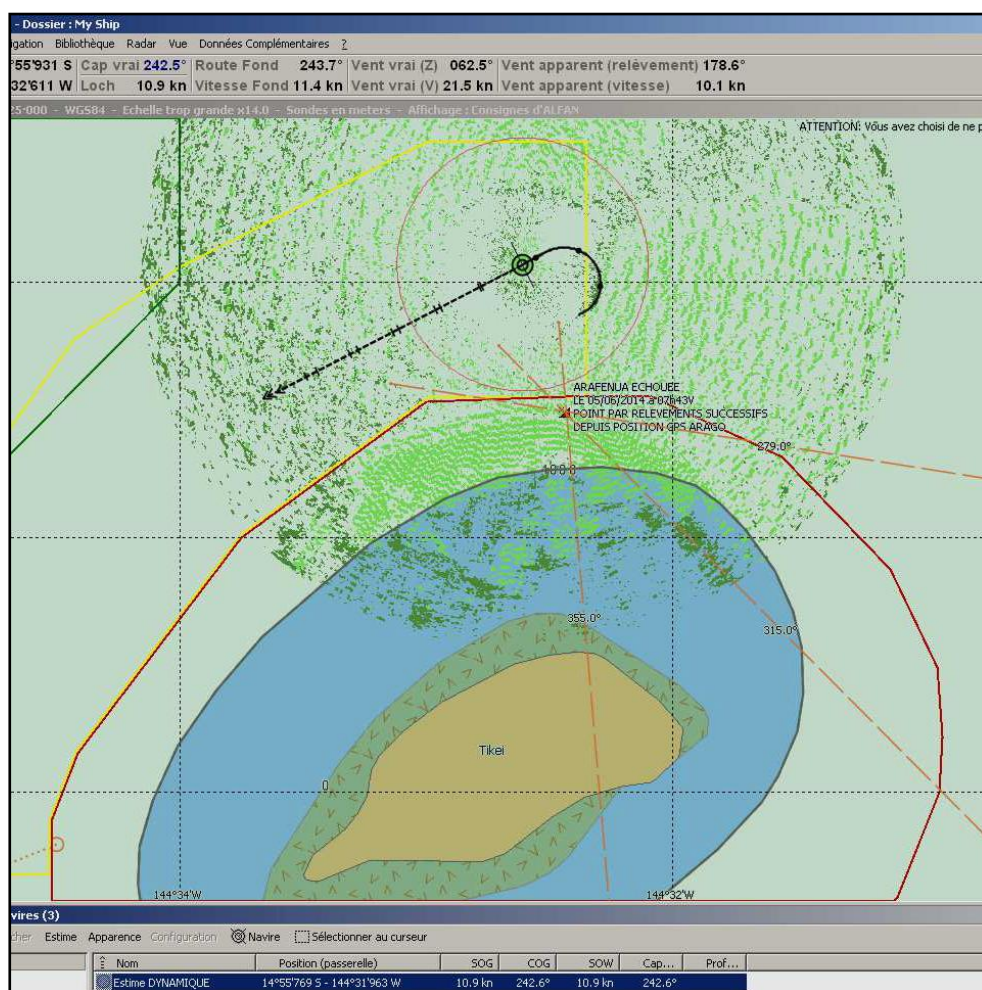 - Dossier : My Ship
igation Bibliothèque Radar Vue Données Complémentaires ?
°55'931 S Cap vrai 242.5° Route Fond 243.7° Vent vrai (Z) 062.5° Vent apparent (relèvement) 178.6°
32'611 W Loch 10.9 kn Vitesse Fond 11.4 kn Vent vrai (V) 21.5 kn Vent apparent (vitesse) 10.1 kn
25·000 - WGS84 - Echelle trop grande x14.0 - Sondes en meters - Affichage : Consignes d'ALFAN
ATTENTION: Vous avez choisi de ne p
ARAFENUA ECHOUEE
LE 05/06/2014 à 07h43V
POINT PAR RELEVEMENTS SUCCESSIFS
DEPUIS POSITION GPS ARAGO
279.0°
1000
355.0°
315.0°
Tikei
0
144°34'W
144°32'W
vires (3)
cher Estime Apparence Configuration Navire Sélectionner au curseur
Nom Position (passerelle) SOG COG SOW Cap... Prof...
Estime DYNAMIQUE 14°55'769 S - 144°31'963 W 10.9 kn 242.6° 10.9 kn 242.6°